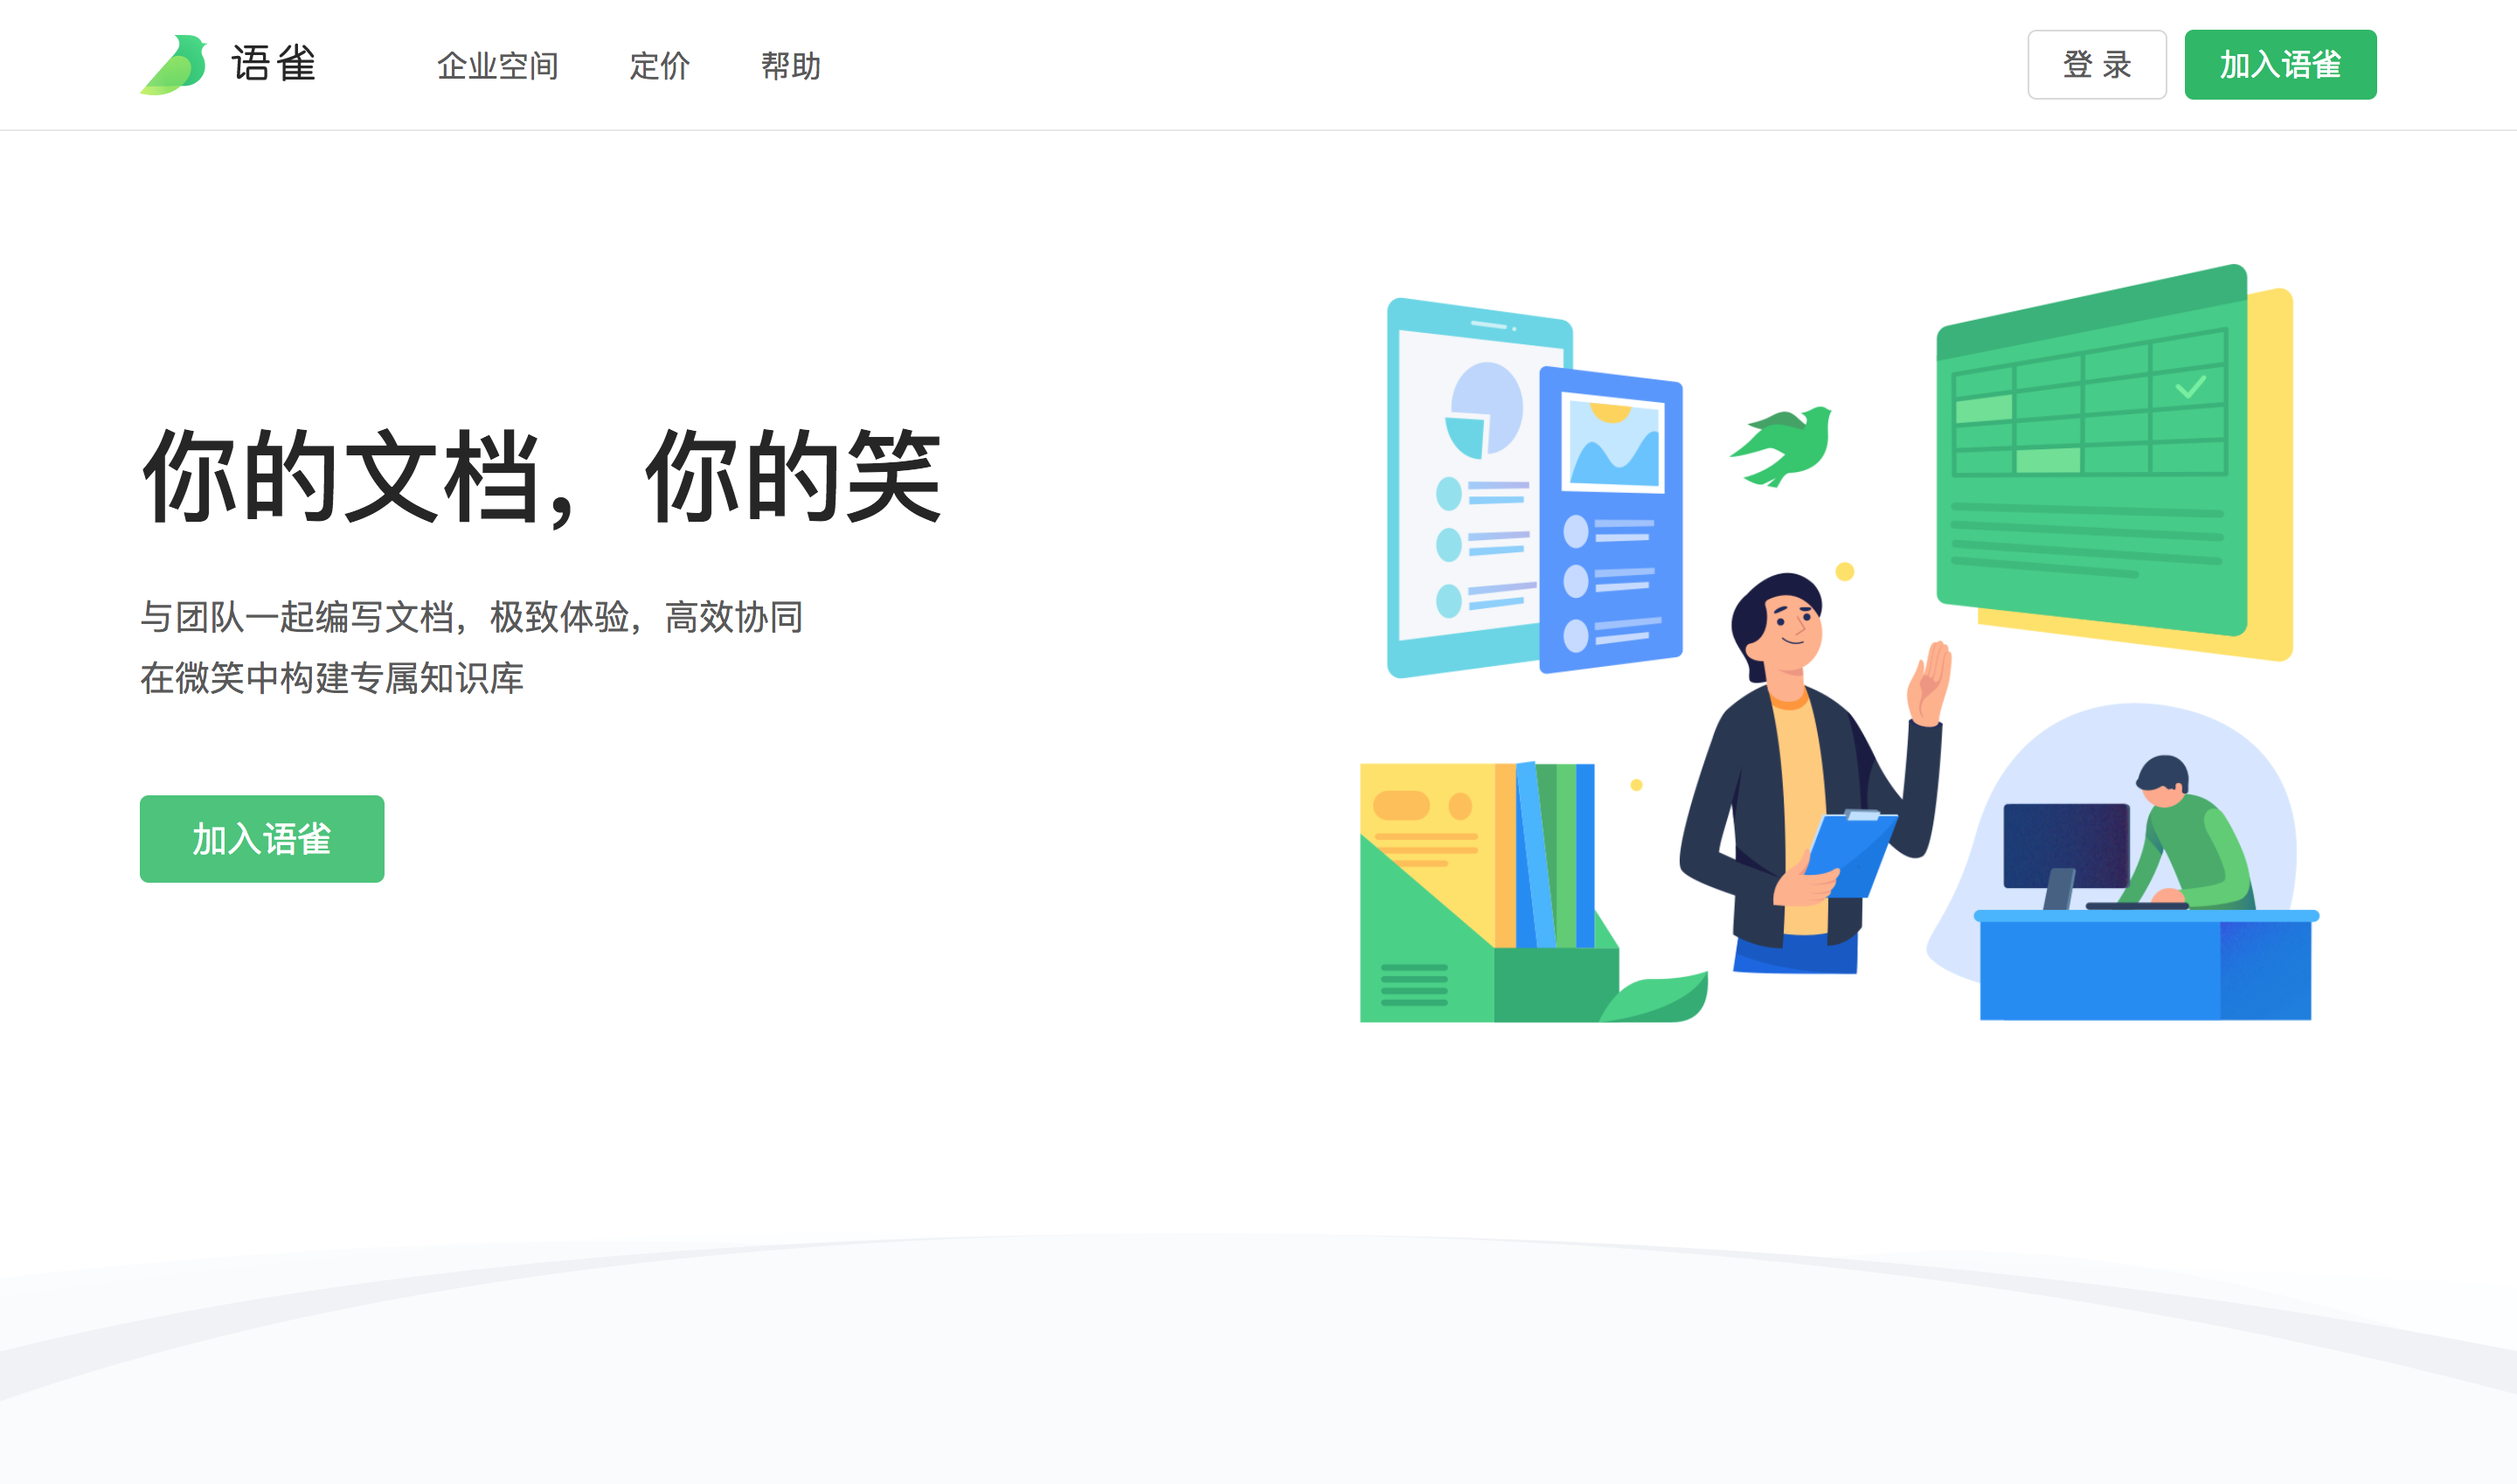 语雀
企业空间
定价
帮助
登 录
加入语雀
你的文档，你的笑
与团队一起编写文档，极致体验，高效协同
在微笑中构建专属知识库
加入语雀